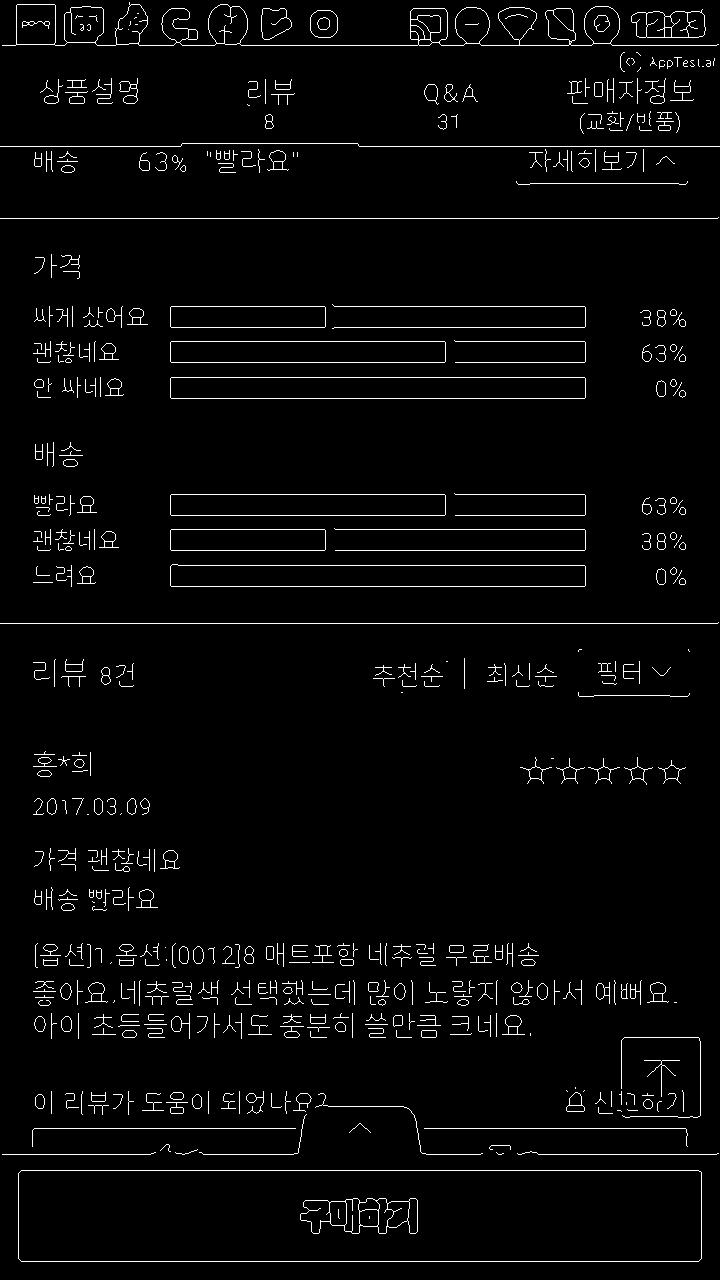 12:23
AppTest.ai
상품설명 리뷰 Q&A 판매자정보
8 31 (교환/반품)
배송 63% "빨라요" 자세히보기
가격
싸게 샀어요 38%
괜찮네요 63%
안 싸네요 0%
배송
빨라요 63%
괜찮네요 38%
느려요 0%
리뷰 8건 추천순 | 최신순 필터
홍*희
2017.03.09
가격 괜찮네요
배송 빨라요
[옵션]1.옵션:[0012]8 매트포함 네추럴 무료배송
좋아요.네츄럴색 선택했는데 많이 노랗지 않아서 예뻐요.
아이 초등들어가서도 충분히 쓸만큼 크네요.
이 리뷰가 도움이 되었나요? 신고하기
구매하기